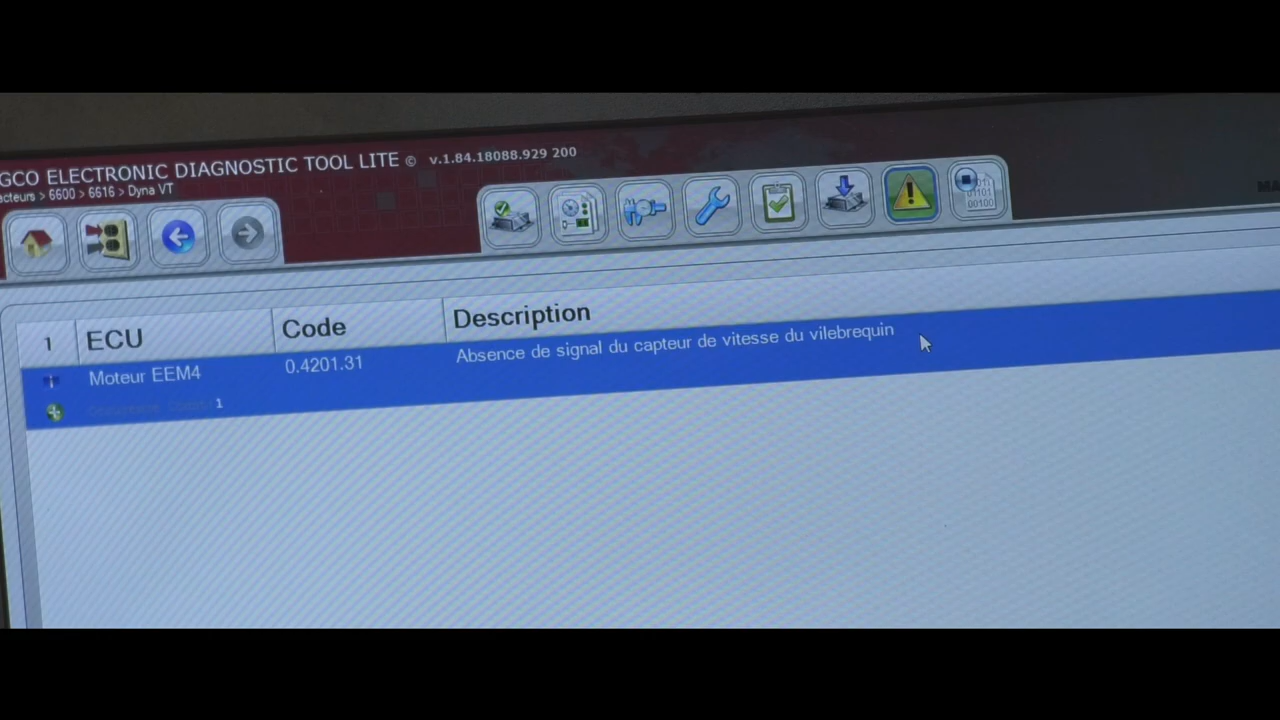 GCO ELECTRONIC DIAGNOSTIC TOOL LITE © v.1.84.18088.929 200
acteurs > 6600 > 6616 > Dyna VT
1 ECU Code Description
Moteur EEM4 0.4201.31 Absence de signal du capteur de vitesse du vilebrequin
1